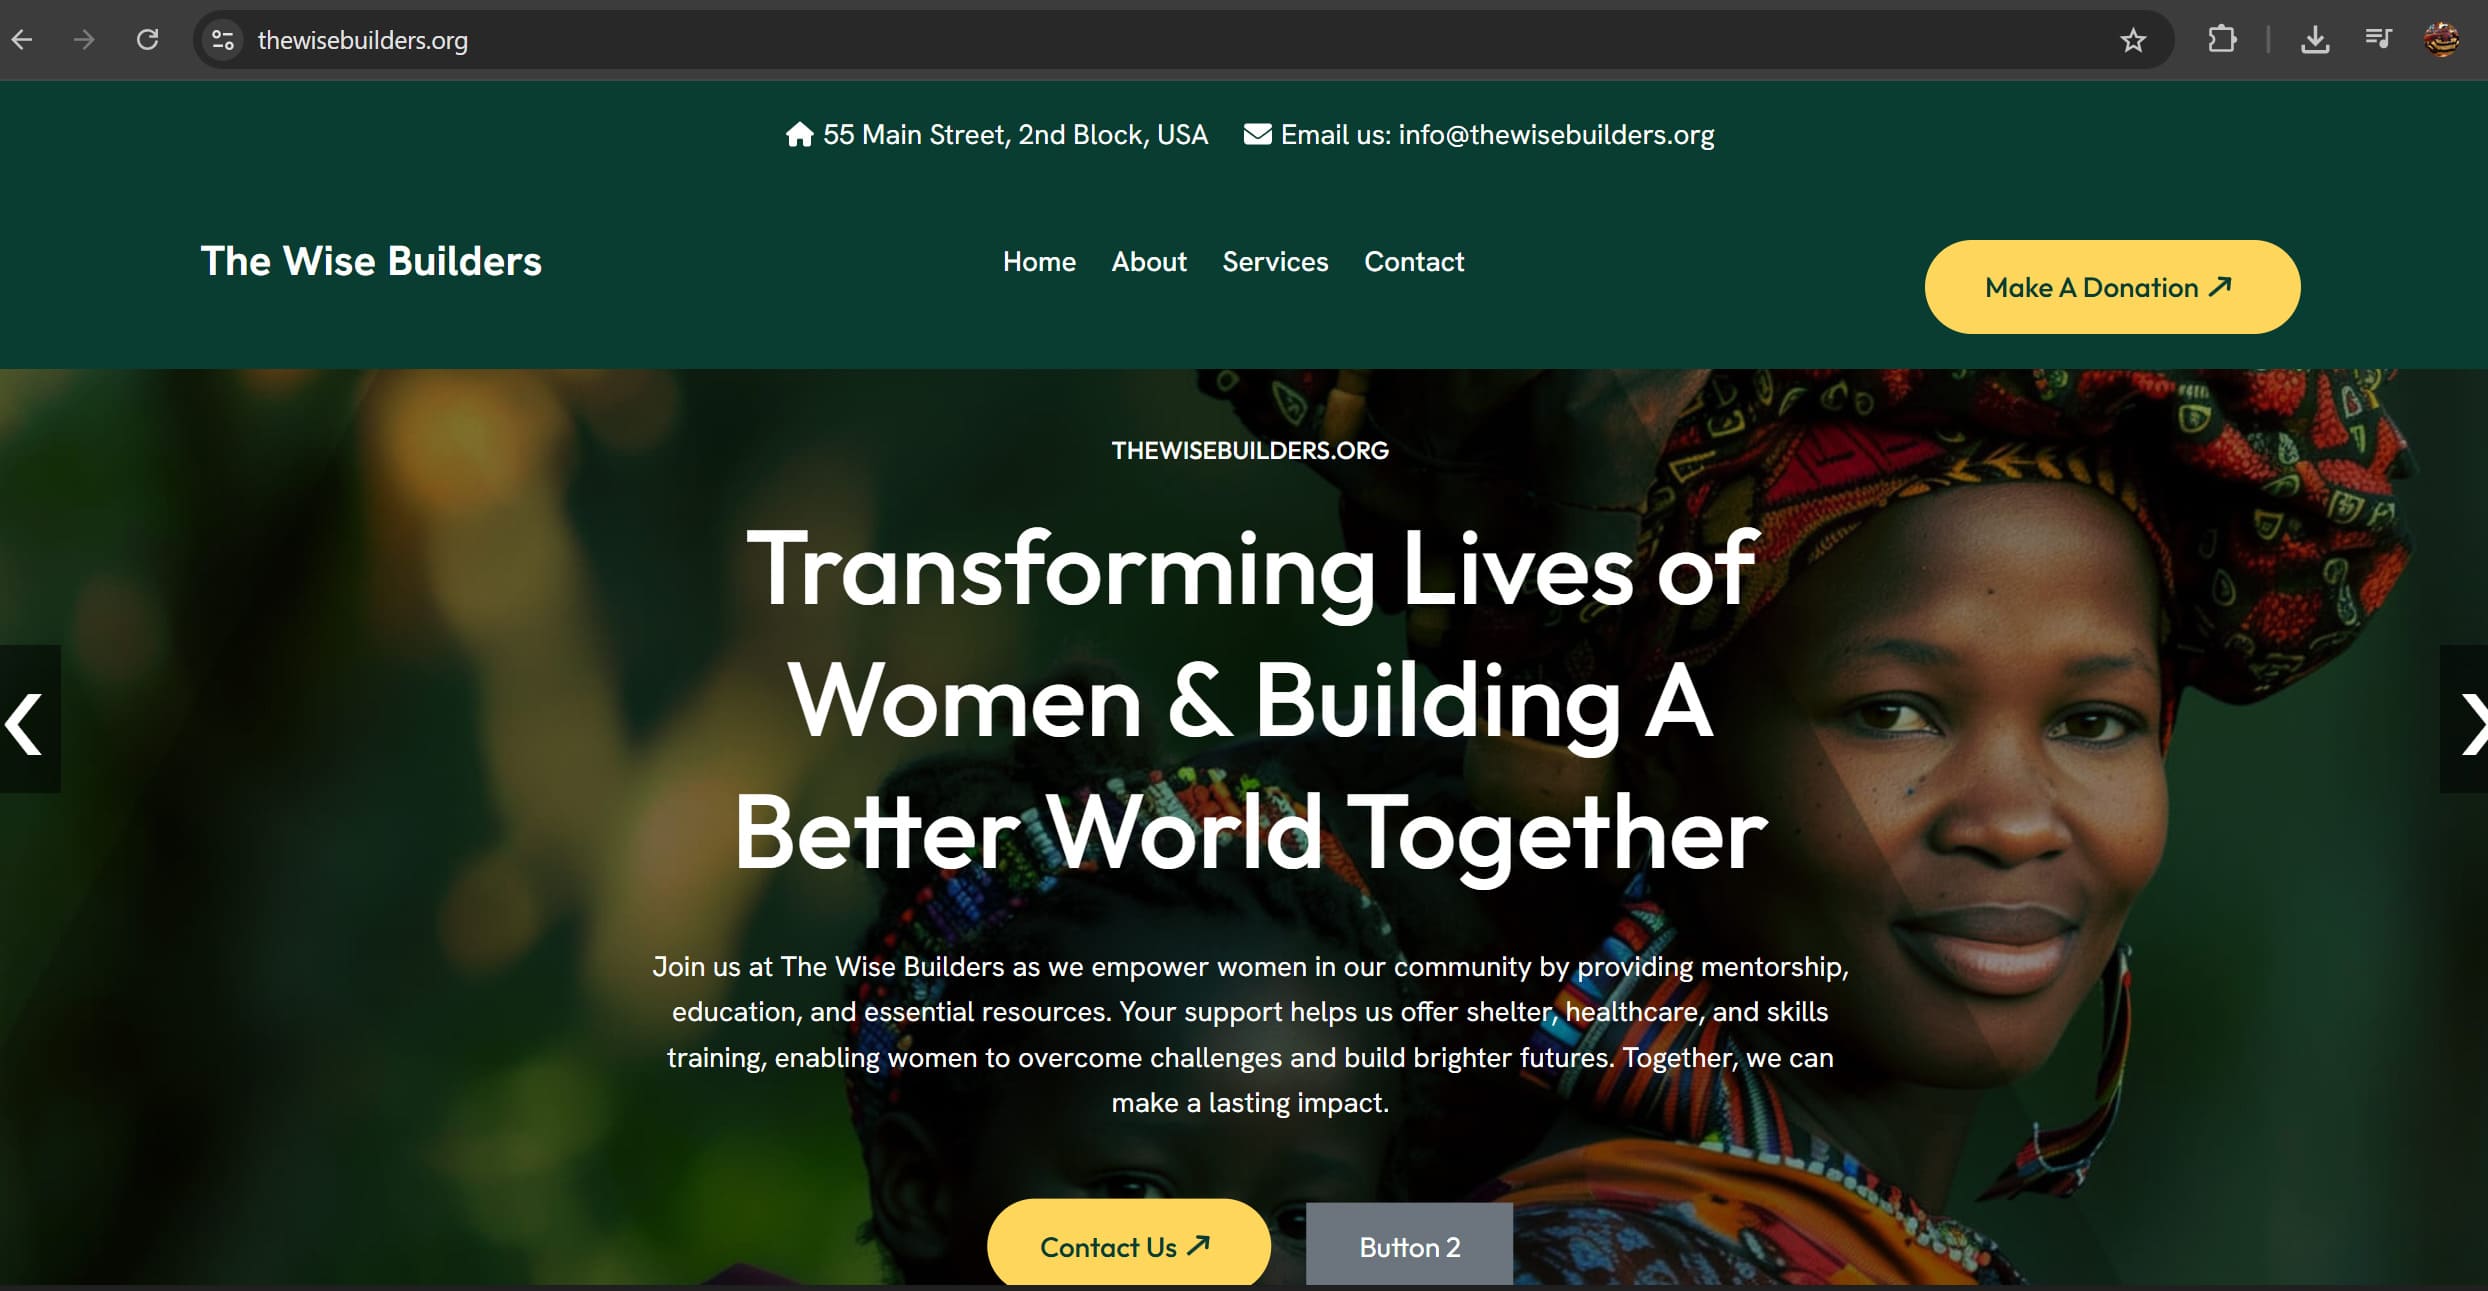 thewisebuilders.org
55 Main Street, 2nd Block, USA Email us: info@thewisebuilders.org
The Wise Builders Home About Services Contact Make A Donation
THEWISEBUILDERS.ORG
Transforming Lives of
Women & Building A
Better World Together
Join us at The Wise Builders as we empower women in our community by providing mentorship,
education, and essential resources. Your support helps us offer shelter, healthcare, and skills
training, enabling women to overcome challenges and build brighter futures. Together, we can
make a lasting impact.
Contact Us Button 2